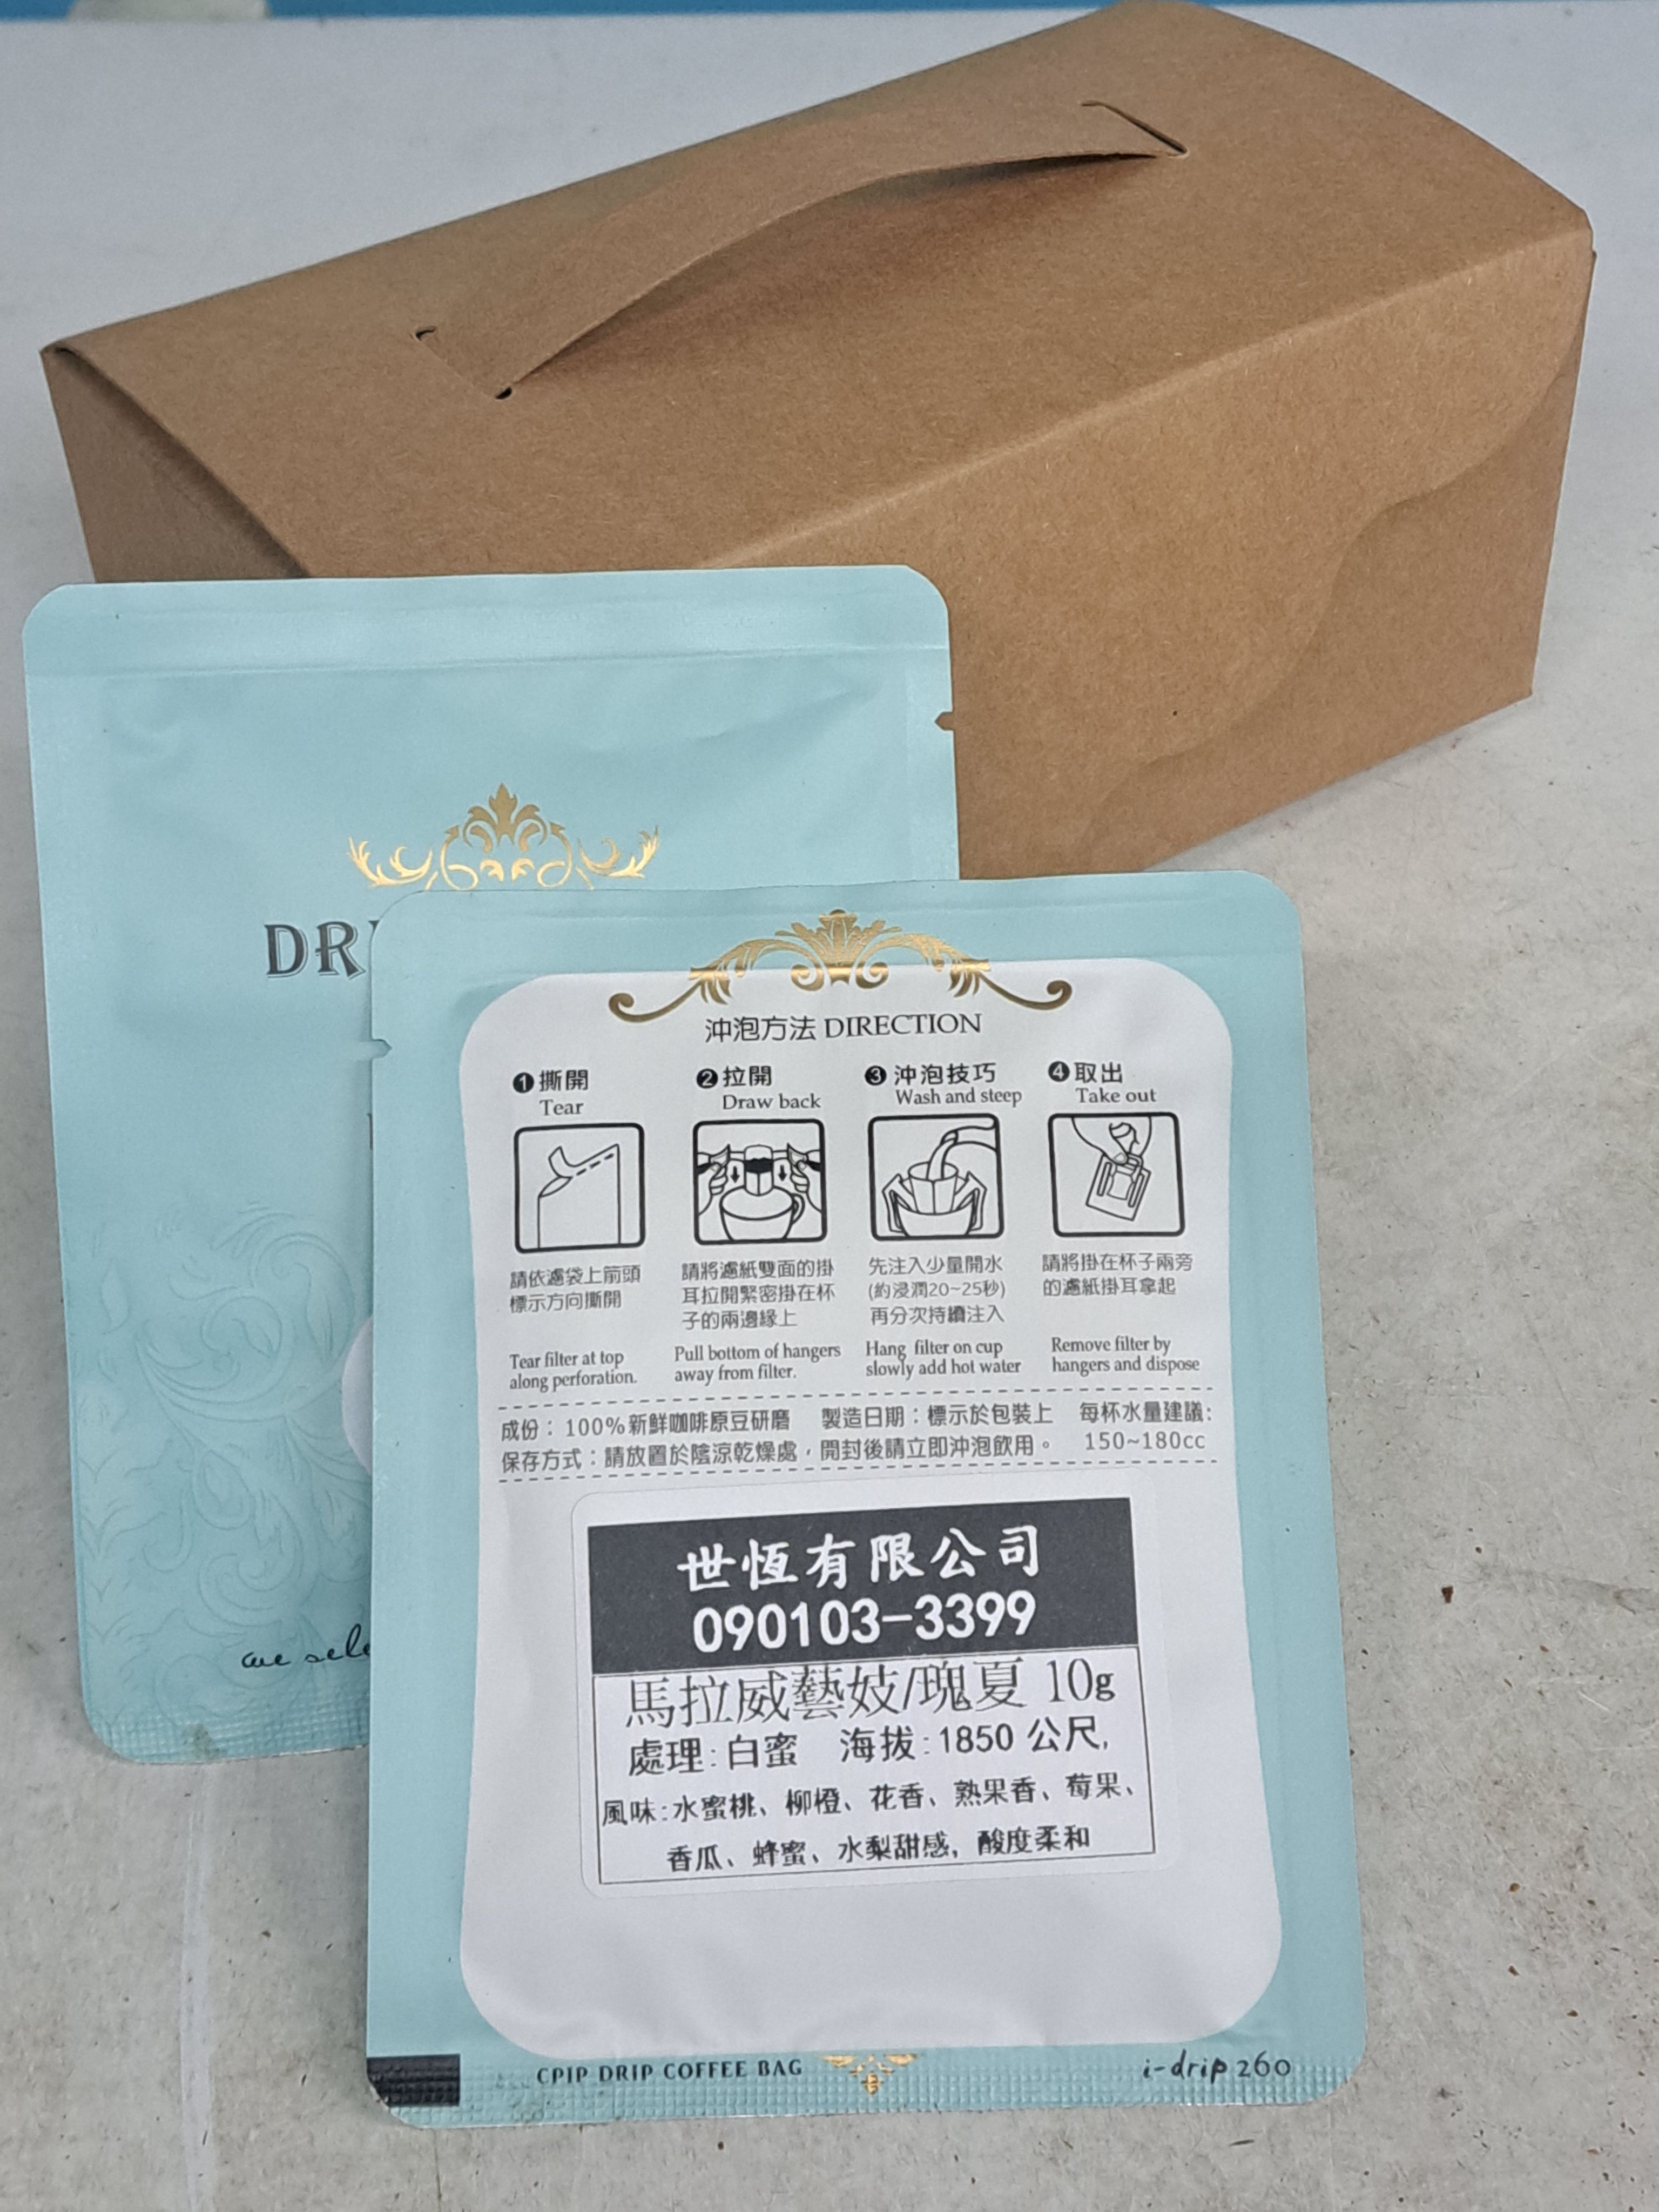 DR
we sele
沖泡方法 DIRECTION
❶撕開
Tear
❷拉開
Draw back
❸沖泡技巧
Wash and steep
❹取出
Take out
請依濾袋上箭頭
標示方向撕開
請將濾紙雙面的掛
耳拉開緊密掛在杯
子的兩邊緣上
先注入少量開水
(約浸潤20~25秒)
再分次持續注入
請將掛在杯子兩旁
的濾紙掛耳拿起
Tear filter at top
along perforation.
Pull bottom of hangers
away from filter.
Hang filter on cup
slowly add hot water
Remove filter by
hangers and dispose
成份：100%新鮮咖啡原豆研磨 製造日期：標示於包裝上 每杯水量建議:
保存方式：請放置於陰涼乾燥處，開封後請立即沖泡飲用。 150~180cc
世恆有限公司
090103-3399
馬拉威藝妓/瑰夏 10g
處理:白蜜 海拔:1850 公尺,
風味:水蜜桃、柳橙、花香、熟果香、莓果、
香瓜、蜂蜜、水梨甜感, 酸度柔和
CPIP DRIP COFFEE BAG
i-drip 260